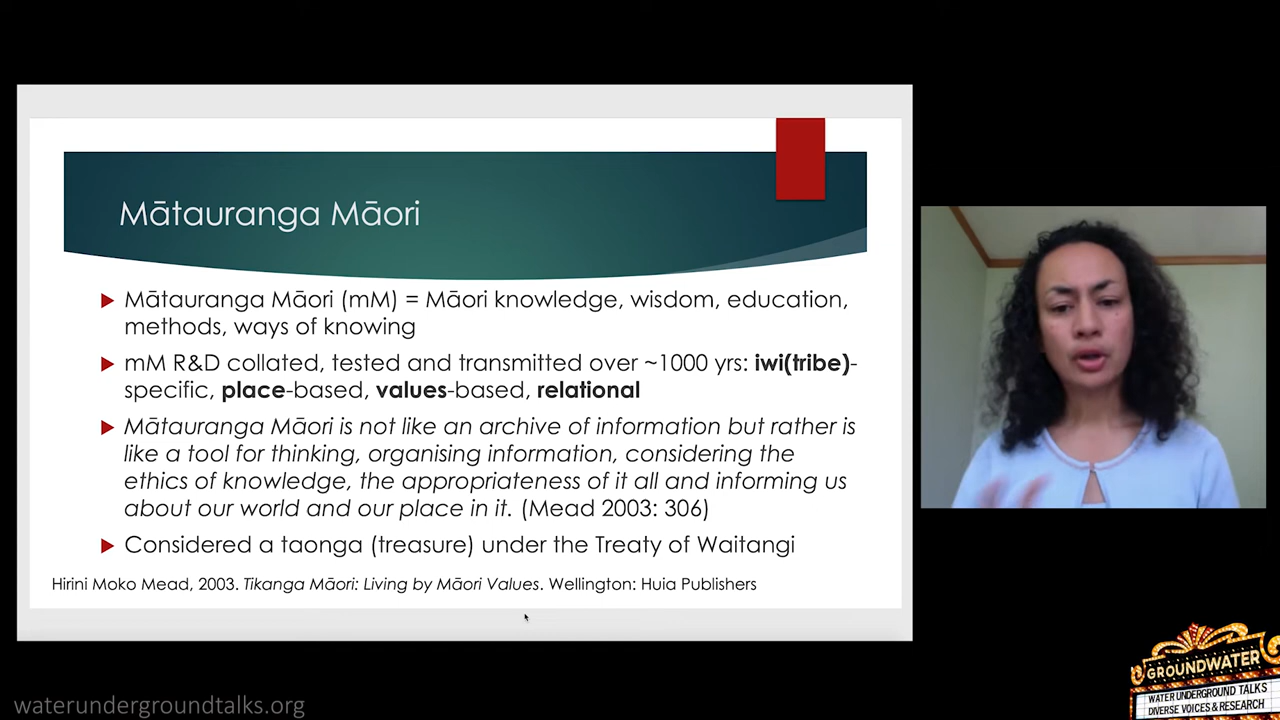 Mātauranga Māori
Mātauranga Māori (mM) = Māori knowledge, wisdom, education,
methods, ways of knowing
mM R&D collated, tested and transmitted over ~1000 yrs: iwi(tribe)-
specific, place-based, values-based, relational
Mātauranga Māori is not like an archive of information but rather is
like a tool for thinking, organising information, considering the
ethics of knowledge, the appropriateness of it all and informing us
about our world and our place in it. (Mead 2003: 306)
Considered a taonga (treasure) under the Treaty of Waitangi
Hirini Moko Mead, 2003. Tikanga Māori: Living by Māori Values. Wellington: Huia Publishers
waterundergroundtalks.org
GROUNDWATER
WATER UNDERGROUND TALKS
DIVERSE VOICES & RESEARCH